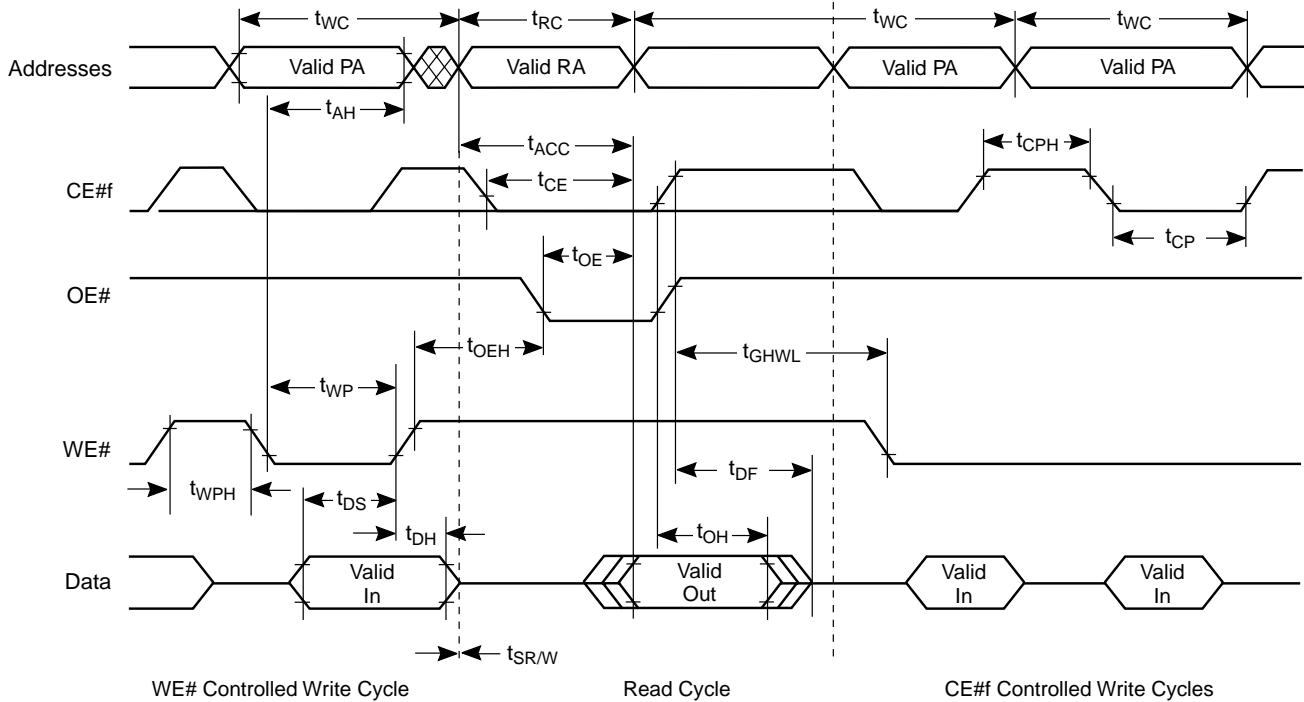 tWC tRC tWC tWC
Addresses Valid PA Valid RA Valid PA Valid PA
tAH
tACC tCPH
CE#f tCE
tCP
tOE
OE#
tOEH tGHWL
tWP
WE#
tDF
tWPH tDS
tDH tOH
Data Valid In Valid Out Valid In Valid In
tSR/W
WE# Controlled Write Cycle Read Cycle CE#f Controlled Write Cycles